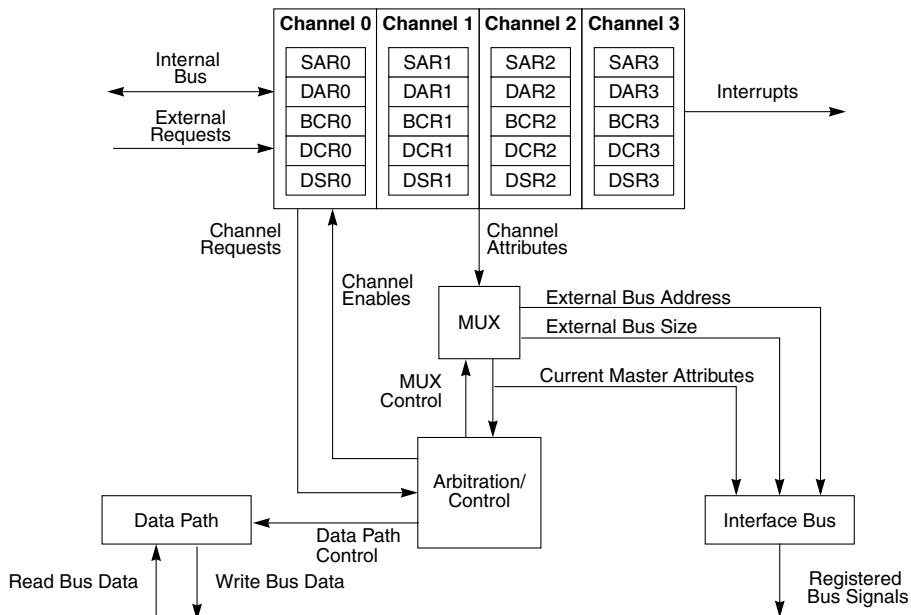 Channel 0 Channel 1 Channel 2 Channel 3
SAR0 SAR1 SAR2 SAR3
DAR0 DAR1 DAR2 DAR3
BCR0 BCR1 BCR2 BCR3
DCR0 DCR1 DCR2 DCR3
DSR0 DSR1 DSR2 DSR3
Internal
Bus
External
Requests
Interrupts
Channel
Requests
Channel
Enables
Channel
Attributes
MUX
External Bus Address
External Bus Size
Current Master Attributes
MUX
Control
Arbitration/
Control
Data Path
Data Path
Control
Interface Bus
Read Bus Data
Write Bus Data
Registered
Bus Signals